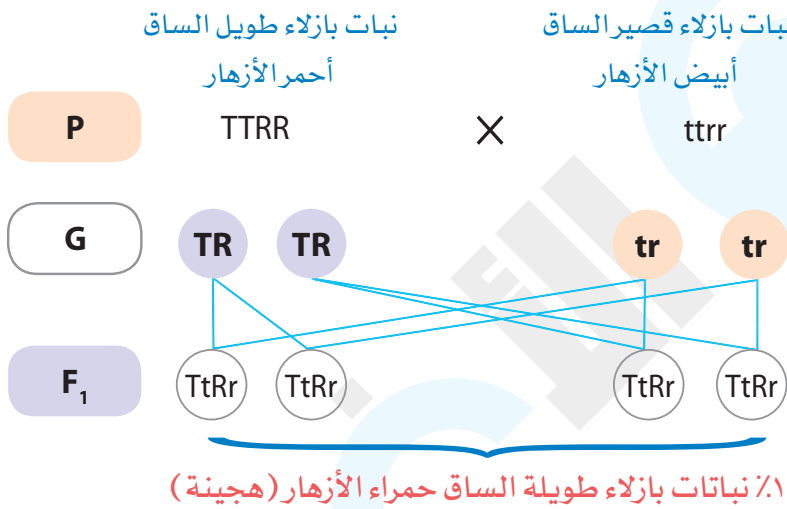 نبات بازلاء طويل الساق
أحمر الأزهار
بازلاء قصير الساق
أبيض الأزهار
P TTRR × ttrr
G TR TR tr tr
F1 TtRr TtRr TtRr TtRr
٪ نباتات بازلاء طويلة الساق حمراء الأزهار (هجينة)